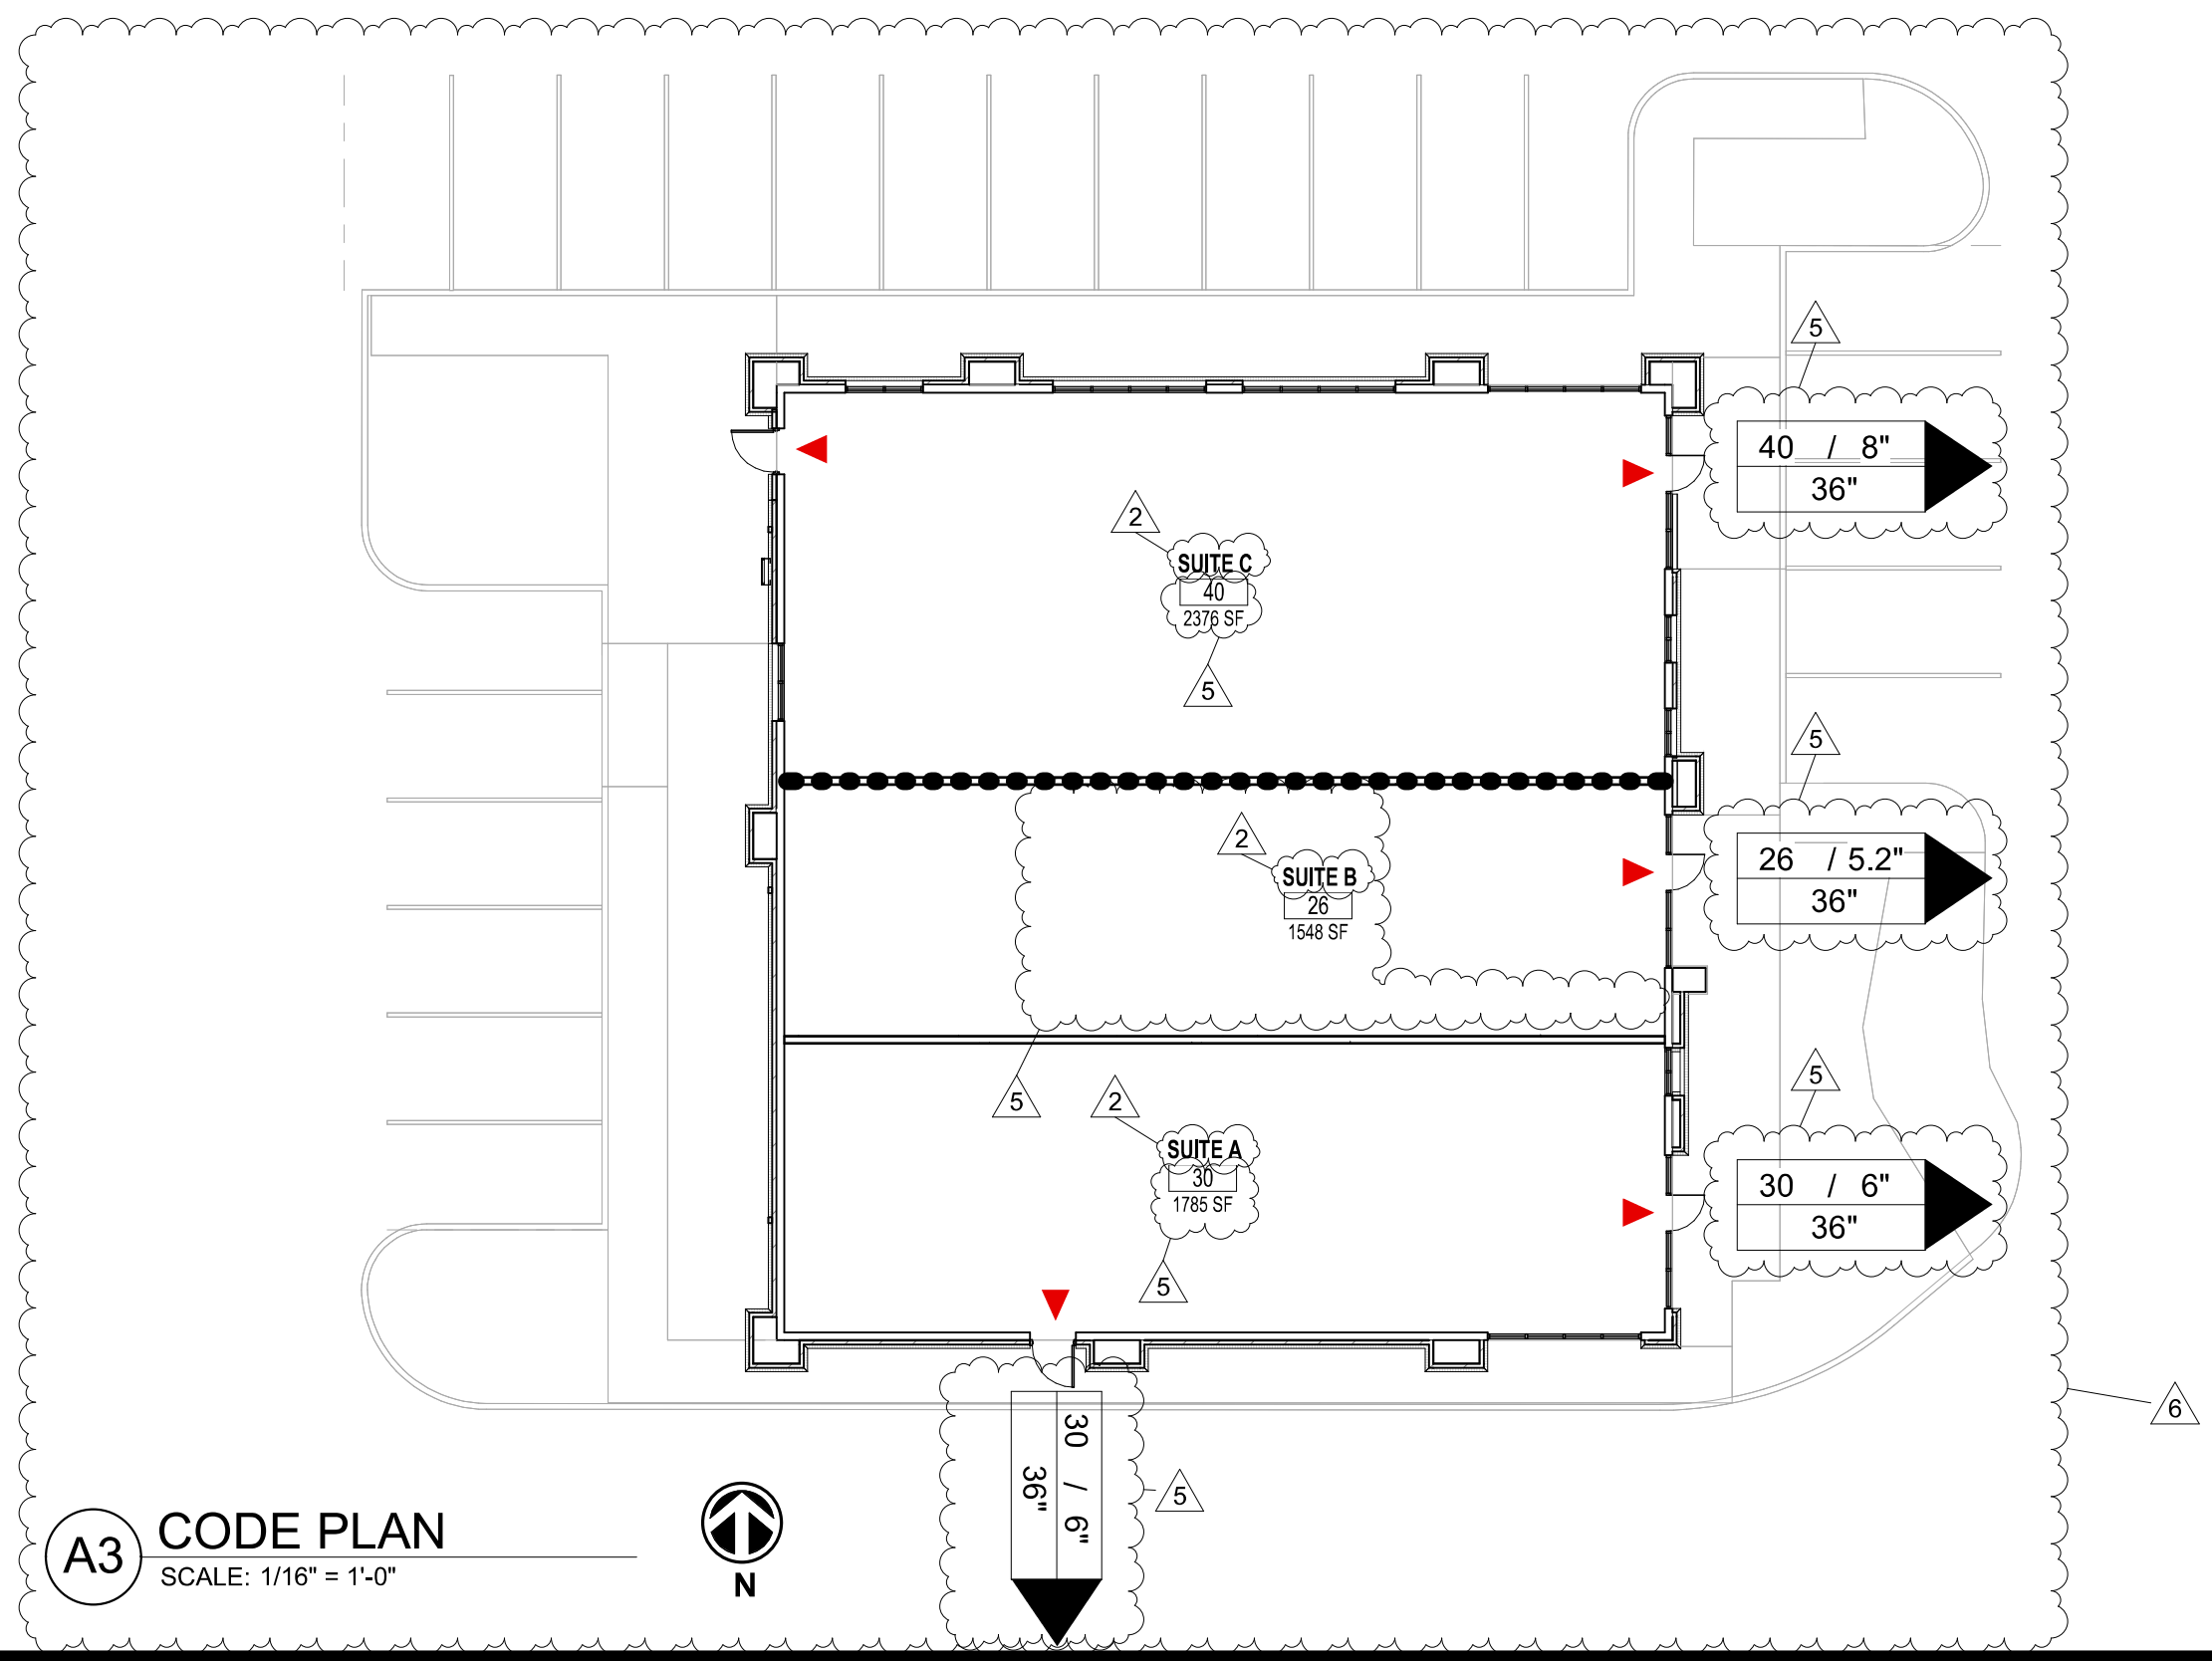 5
40 / 8"
36"
2
SUITE C
40
2376 SF
5
5
2
SUITE B
26
1548 SF
26 / 5.2"
36"
5
5
2
SUITE A
30
1785 SF
5
30 / 6"
36"
6
30 / 6"
36"
5
A3
CODE PLAN
SCALE: 1/16" = 1'-0"
N